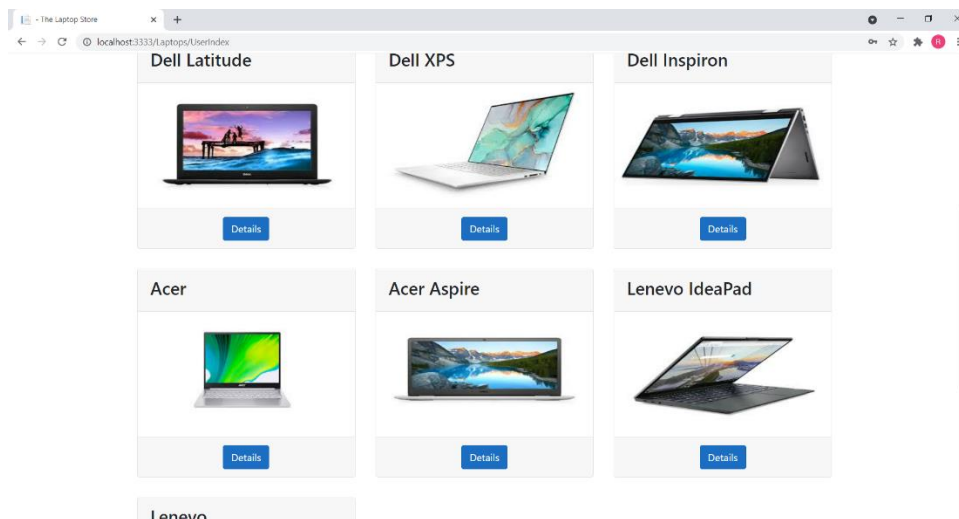 - The Laptop Store
localhost:3333/Laptops/UserIndex
R
Dell Latitude
Dell XPS
Dell Inspiron
Details
Details
Details
Acer
Acer Aspire
Lenevo IdeaPad
Details
Details
Details
Lenevo